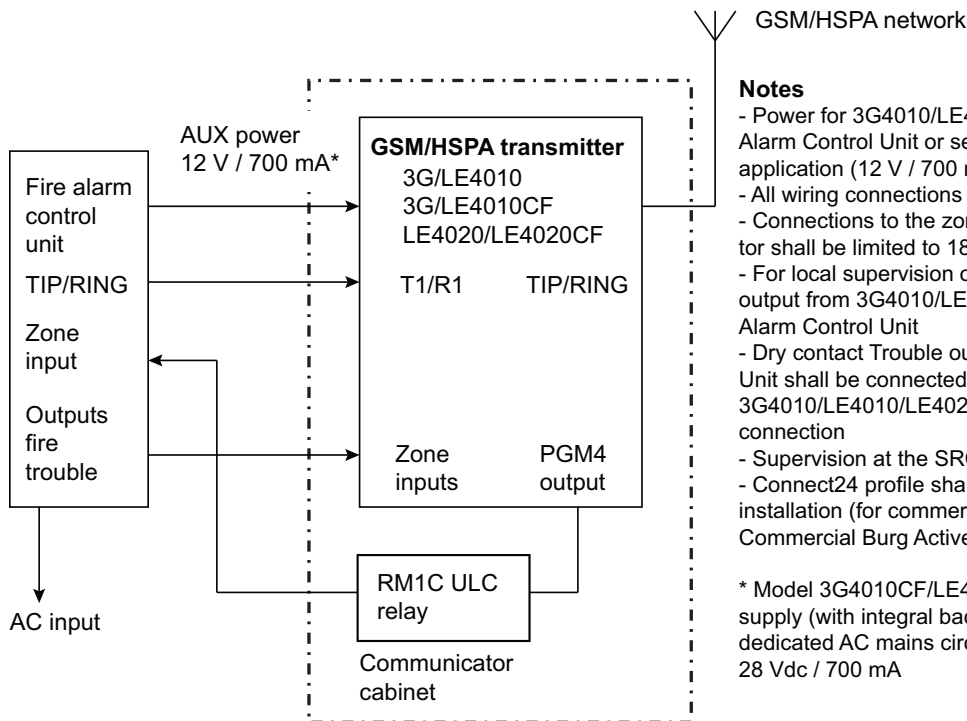 GSM/HSPA network
AUX power
12 V / 700 mA*
Fire alarm
control
unit
TIP/RING
Zone
input
Outputs
fire
trouble
AC input
GSM/HSPA transmitter
3G/LE4010
3G/LE4010CF
LE4020/LE4020CF
T1/R1 TIP/RING
Zone
inputs
PGM4
output
RM1C ULC
relay
Communicator
cabinet
Notes
- Power for 3G4010/LE4
Alarm Control Unit or se
application (12 V / 700 
- All wiring connections
- Connections to the zo
tor shall be limited to 18
- For local supervision o
output from 3G4010/LE
Alarm Control Unit
- Dry contact Trouble ou
Unit shall be connected
3G4010/LE4010/LE402
connection
- Supervision at the SR
- Connect24 profile sha
installation (for commer
Commercial Burg Active
* Model 3G4010CF/LE4
supply (with integral bac
dedicated AC mains circ
28 Vdc / 700 mA